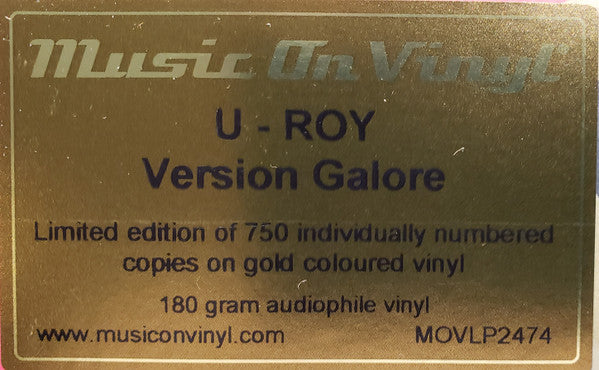 Music On Vinyl
U - ROY
Version Galore
Limited edition of 750 individually numbered
copies on gold coloured vinyl
180 gram audiophile vinyl
www.musiconvinyl.com MOVLP2474